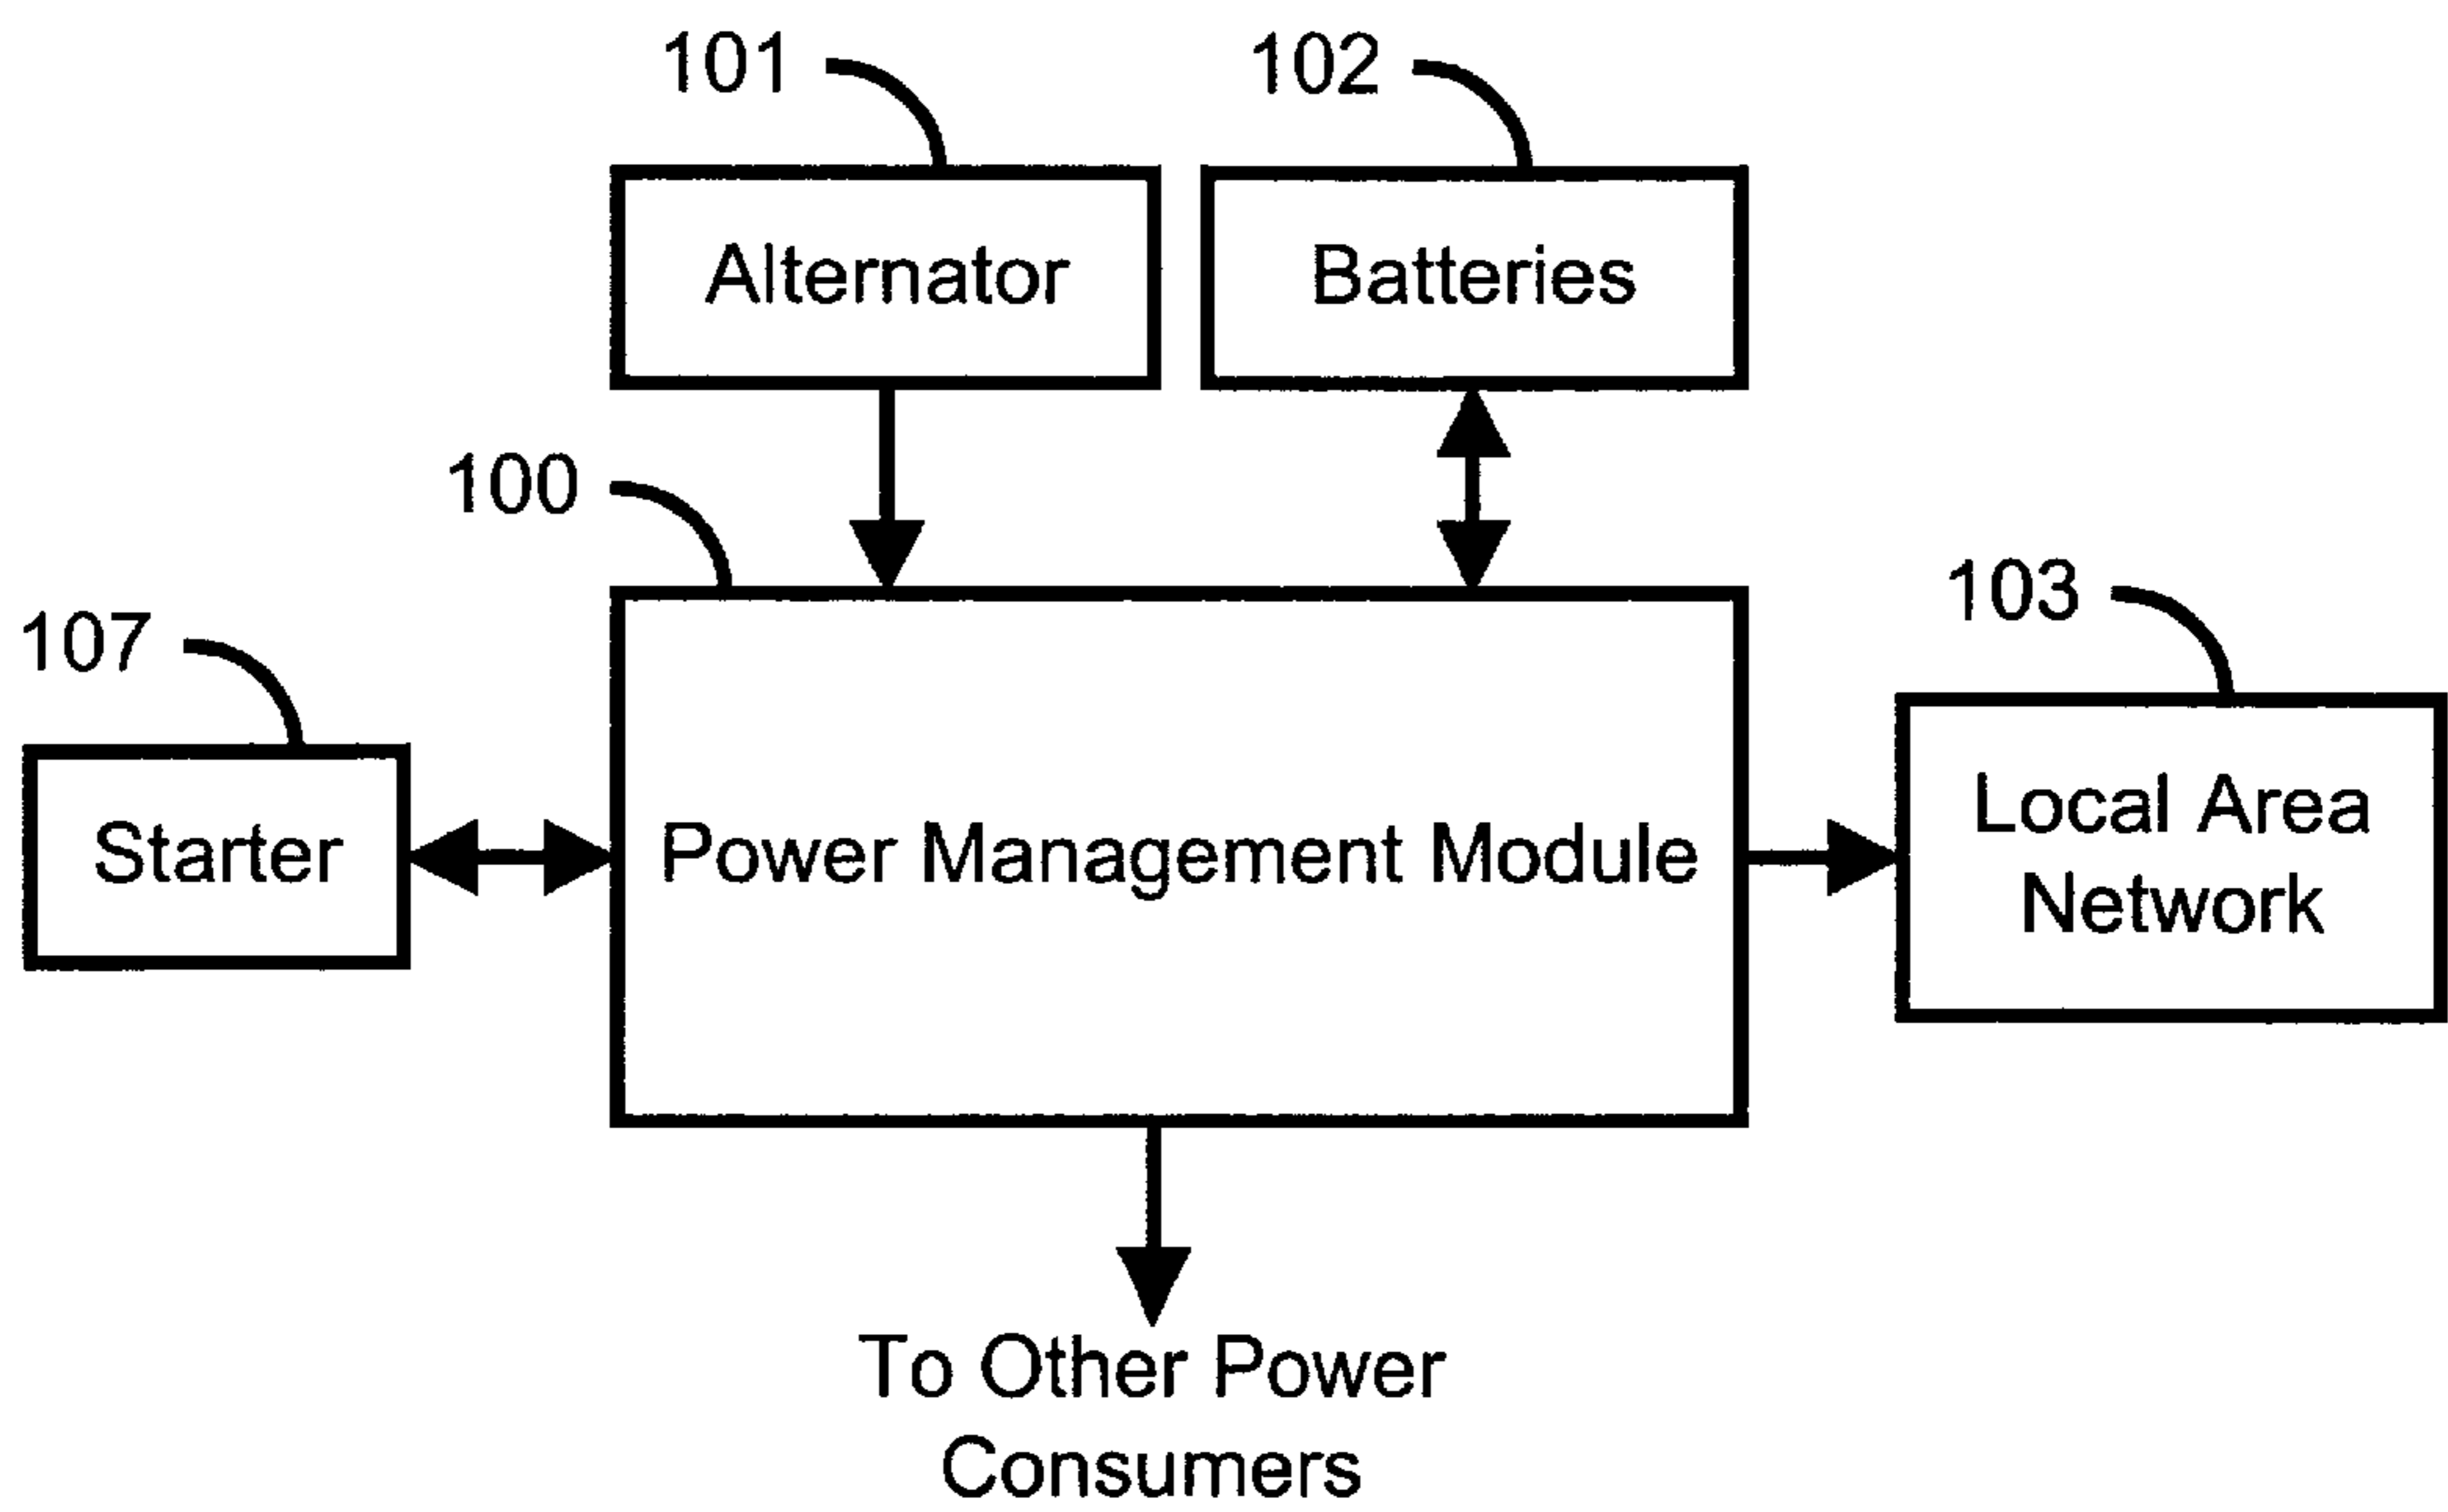 101
102
Alternator
Batteries
100
107
103
Starter
Power Management Module
Local Area
Network
To Other Power
Consumers